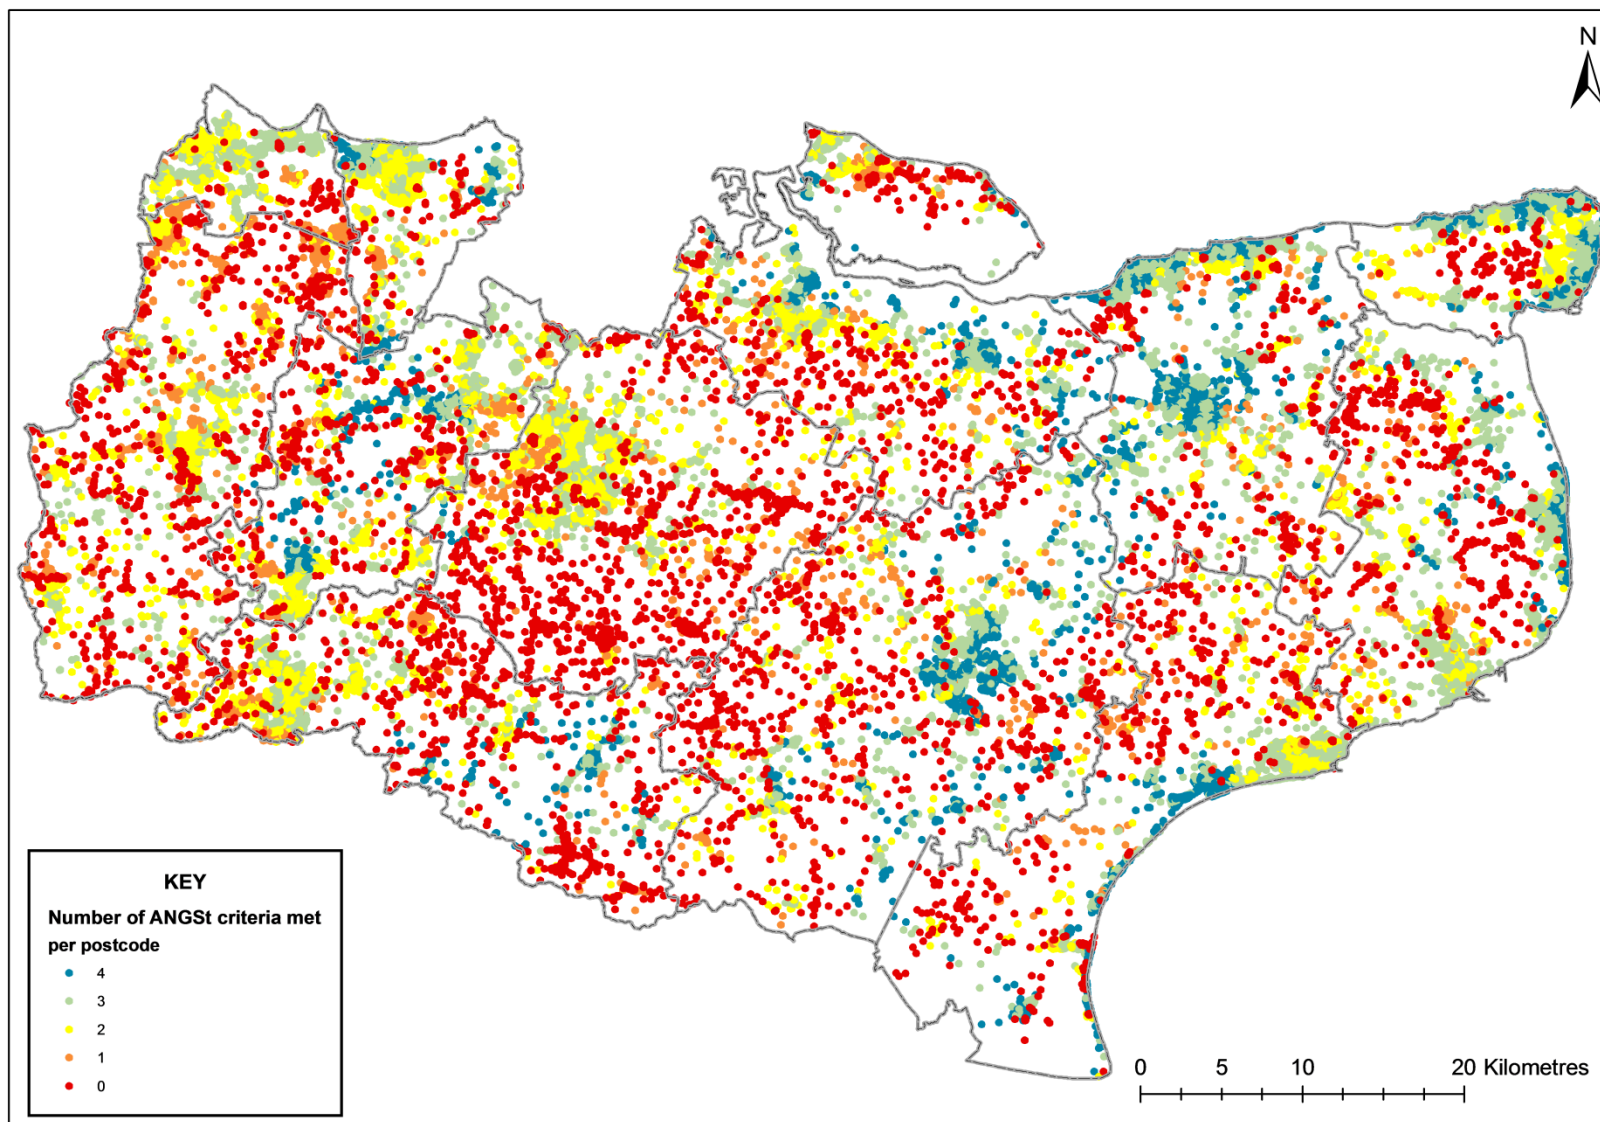 N
KEY
Number of ANGSt criteria met
per postcode
4
3
2
1
0
0 5 10 20 Kilometres